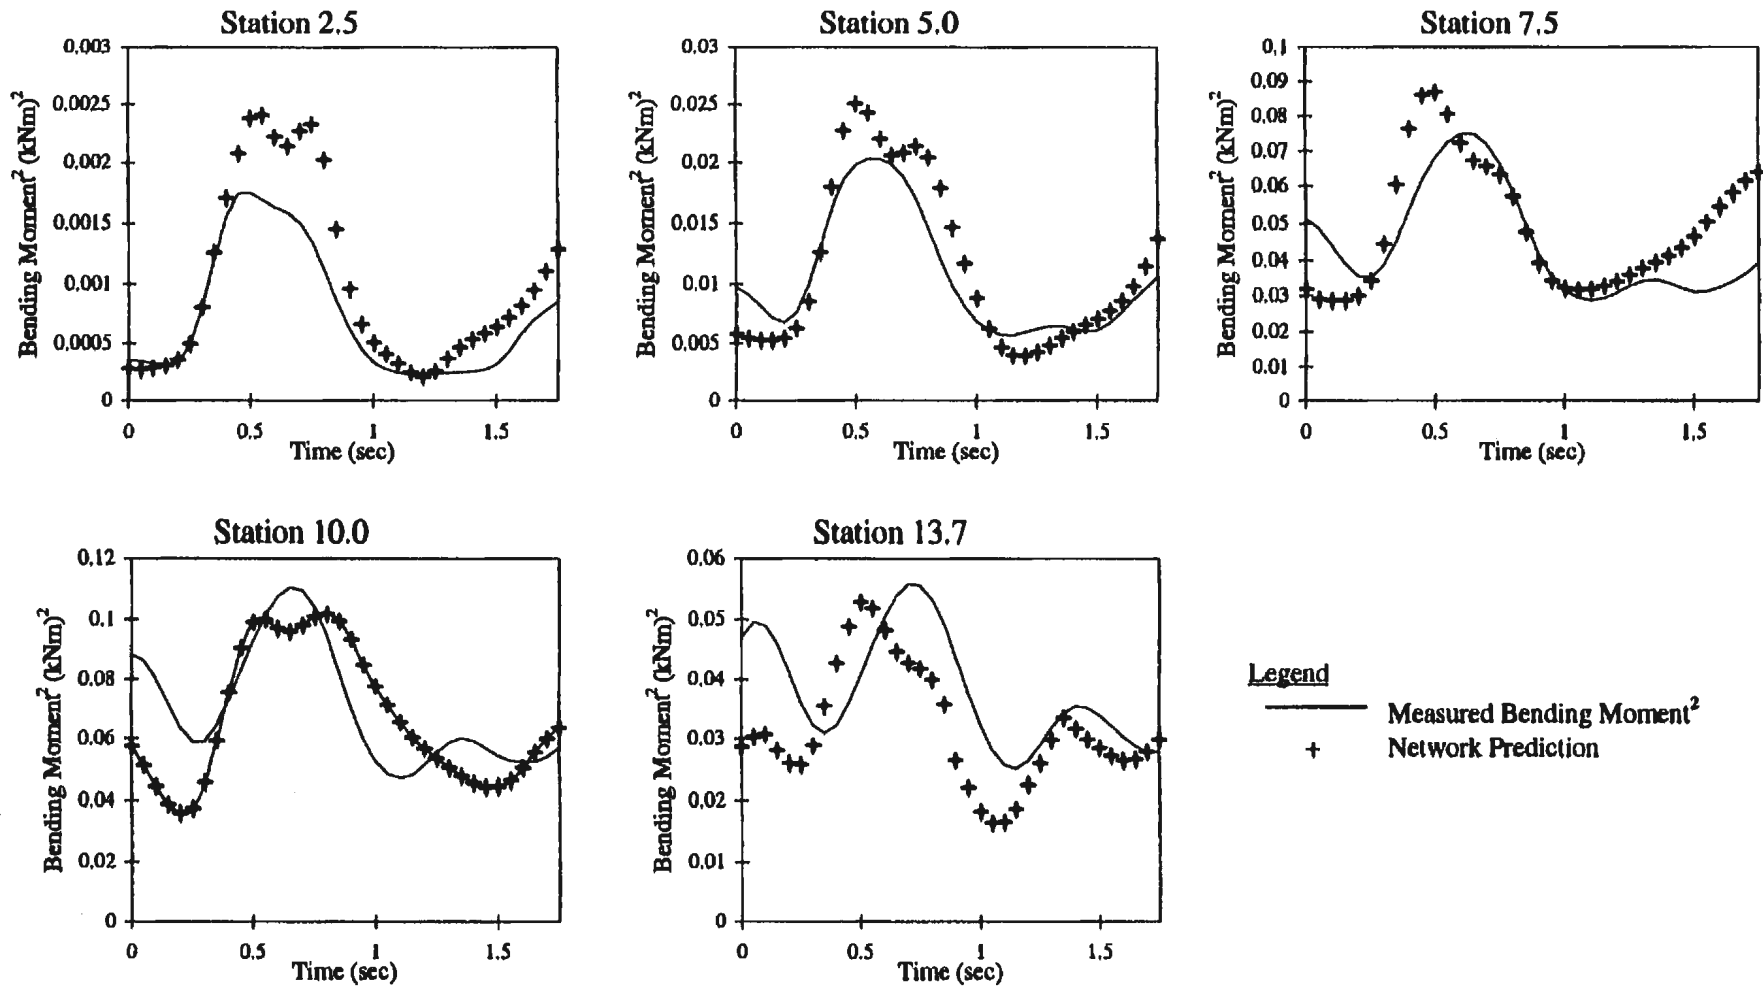 Station 2.5
Bending Moment² (kNm)²
0.003
0.0025
0.002
0.0015
0.001
0.0005
0
0 0.5 1 1.5
Time (sec)
Station 5.0
Bending Moment² (kNm)²
0.03
0.025
0.02
0.015
0.01
0.005
0
0 0.5 1 1.5
Time (sec)
Station 7.5
Bending Moment² (kNm)²
0.1
0.09
0.08
0.07
0.06
0.05
0.04
0.03
0.02
0.01
0
0 0.5 1 1.5
Time (sec)
Station 10.0
Bending Moment² (kNm)²
0.12
0.1
0.08
0.06
0.04
0.02
0
0 0.5 1 1.5
Time (sec)
Station 13.7
Bending Moment² (kNm)²
0.06
0.05
0.04
0.03
0.02
0.01
0
0 0.5 1 1.5
Time (sec)
Legend
Measured Bending Moment²
Network Prediction